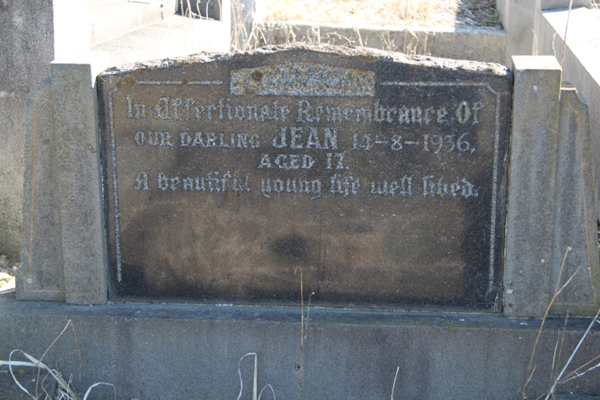 In Affectionate Remembrance Of
OUR DARLING JEAN 14-8-1936,
AGED 17.
A beautiful young life well lived.